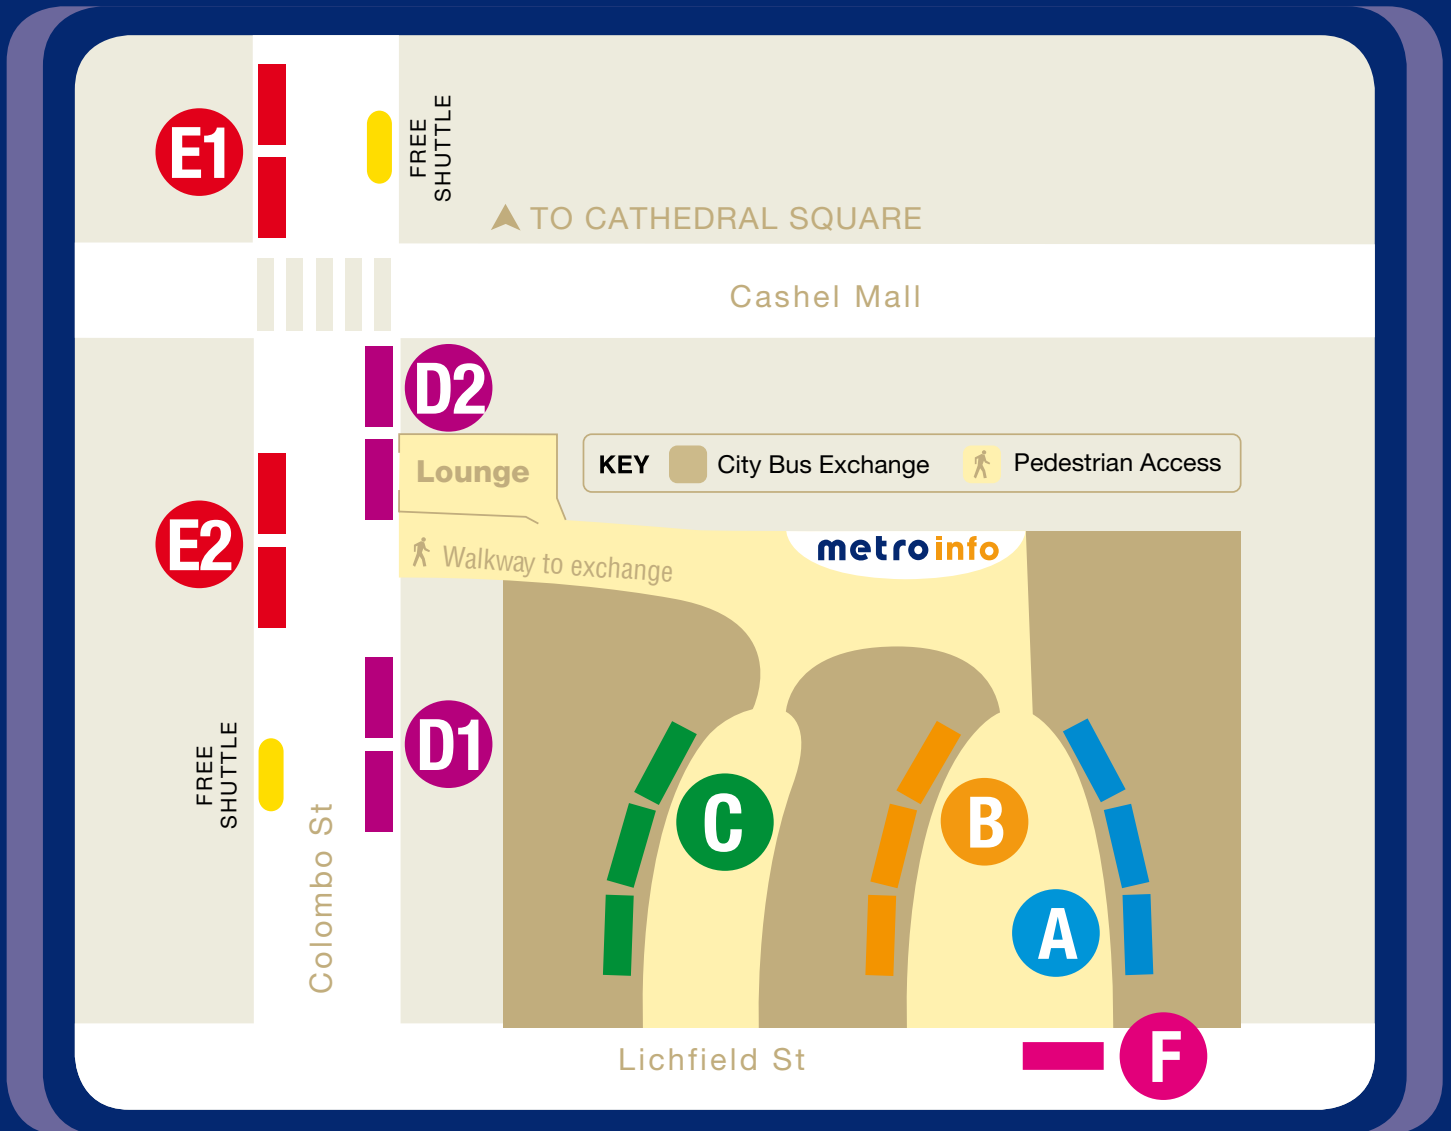 E1
FREE
SHUTTLE
TO CATHEDRAL SQUARE
Cashel Mall
D2
Lounge
KEY
City Bus Exchange
Pedestrian Access
E2
Walkway to exchange
metroinfo
D1
FREE
SHUTTLE
Colombo St
C
B
A
Lichfield St
F